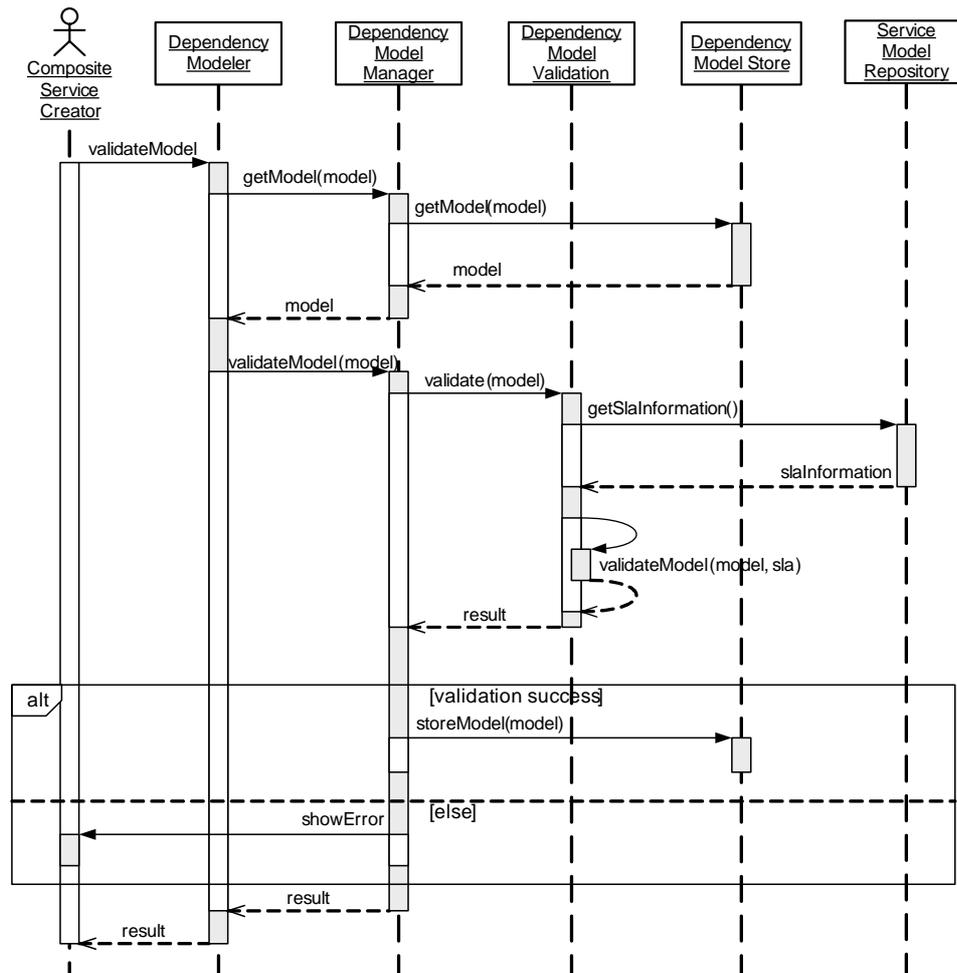 Composite
Service
Creator
Dependency
Modeler
Dependency
Model
Manager
Dependency
Model
Validation
Dependency
Model Store
Service
Model
Repository
validateModel
getModel(model)
getModel(model)
model
model
validateModel(model)
validate(model)
getSlaInformation()
slaInformation
validateModel(model, sla)
result
alt
[validation success]
storeModel(model)
[else]
showError
result
result